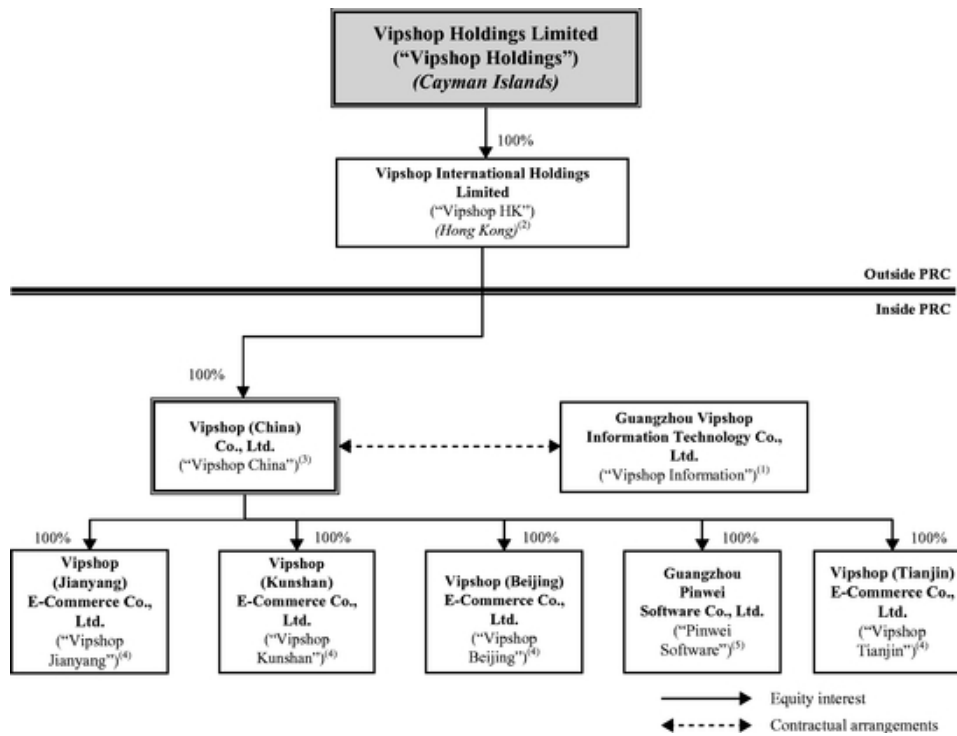 Vipshop Holdings Limited
(“Vipshop Holdings”)
(Cayman Islands)
100%
Vipshop International Holdings
Limited
(“Vipshop HK”)
(Hong Kong)(2)
Outside PRC
Inside PRC
100%
Vipshop (China)
Co., Ltd.
(“Vipshop China”)(3)
Guangzhou Vipshop
Information Technology Co.,
Ltd.
(“Vipshop Information”)(1)
100%
100%
100%
100%
100%
Vipshop
(Jianyang)
E-Commerce Co.,
Ltd.
(“Vipshop
Jianyang”)(4)
Vipshop
(Kunshan)
E-Commerce Co.,
Ltd.
(“Vipshop
Kunshan”)(4)
Vipshop (Beijing)
E-Commerce Co.,
Ltd.
(“Vipshop
Beijing”)(4)
Guangzhou
Pinwei
Software Co., Ltd.
(“Pinwei
Software”)(5)
Vipshop (Tianjin)
E-Commerce Co.,
Ltd.
(“Vipshop
Tianjin”)(4)
Equity interest
Contractual arrangements